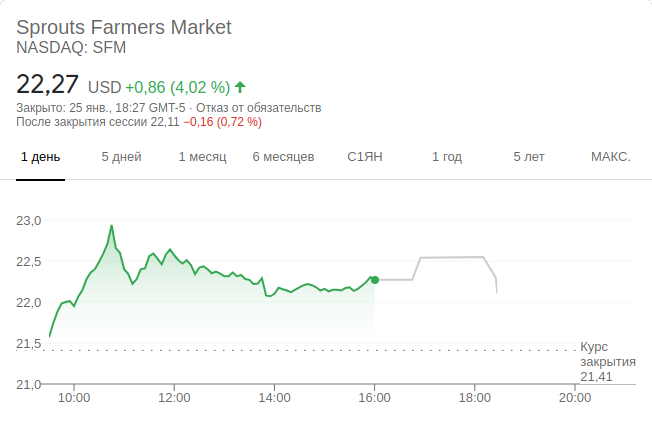 Sprouts Farmers Market
NASDAQ: SFM
22,27 USD +0,86 (4,02 %)
Закрыто: 25 янв., 18:27 GMT-5 · Отказ от обязательств
После закрытия сессии 22,11 −0,16 (0,72 %)
1 день 5 дней 1 месяц 6 месяцев С1ЯН 1 год 5 лет МАКС.
23,0
22,5
22,0
21,5
Курс
закрытия
21,41
21,0
10:00 12:00 14:00 16:00 18:00 20:00